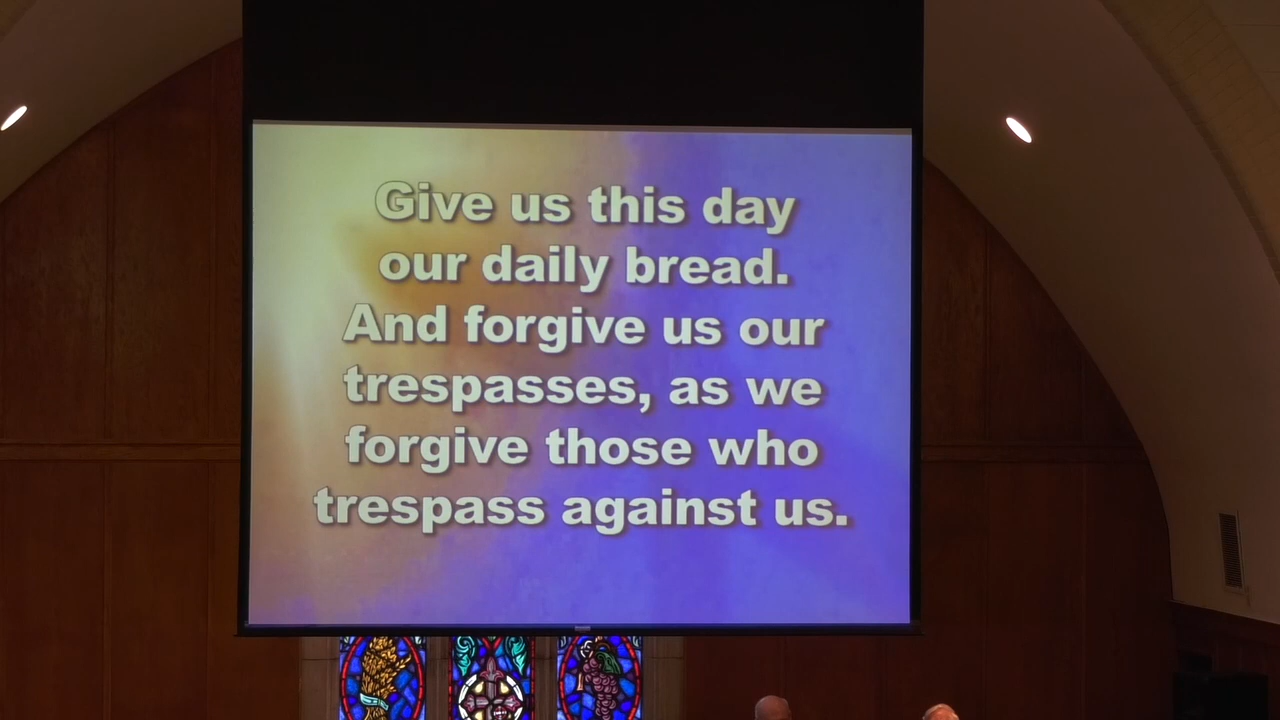 Give us this day
our daily bread.
And forgive us our
trespasses, as we
forgive those who
trespass against us.